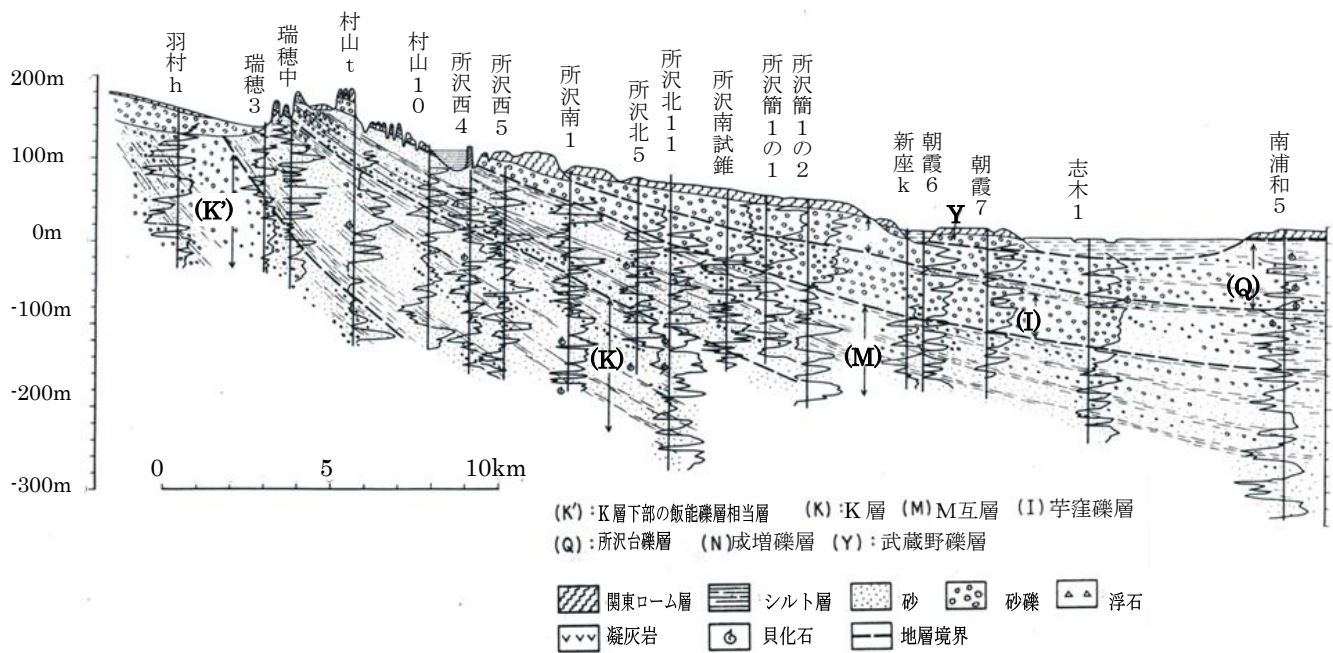 羽村h
瑞穂3
瑞穂中
村山t
村山10
所沢西4
所沢西5
所沢南1
所沢北5
所沢北11
所沢南試錐
所沢簡1の1
所沢簡1の2
新座k
朝霞6
朝霞7
志木1
南浦和5
200m
100m
0m
-100m
-200m
-300m
(K')
(K)
(M)
(I)
Y
(Q)
0 5 10km
(K'):K層下部の飯能礫層相当層 (K):K層 (M)M互層 (I)芋窪礫層
(Q):所沢台礫層 (N)成増礫層 (Y):武蔵野礫層
関東ローム層 シルト層 砂 砂礫 浮石
凝灰岩 貝化石 地層境界